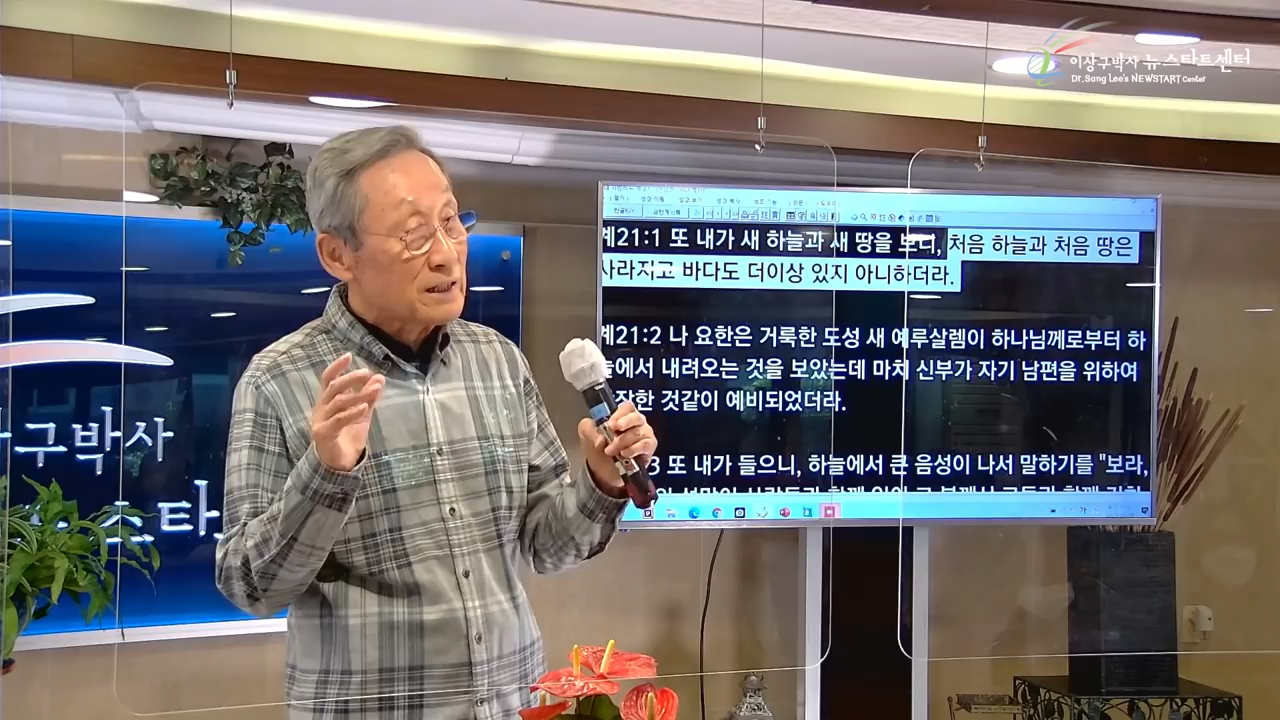 이상구박사 뉴스타트센터
Dr.Sang Lee's NEWSTART Center
계21:1 또 내가 새 하늘과 새 땅을 보니, 처음 하늘과 처음 땅은
사라지고 바다도 더이상 있지 아니하더라.
계21:2 나 요한은 거룩한 도성 새 예루살렘이 하나님께로부터 하
늘에서 내려오는 것을 보았는데 마치 신부가 자기 남편을 위하여
장한 것같이 예비되었더라.
3 또 내가 들으니, 하늘에서 큰 음성이 나서 말하기를 "보라,
구박사
스타